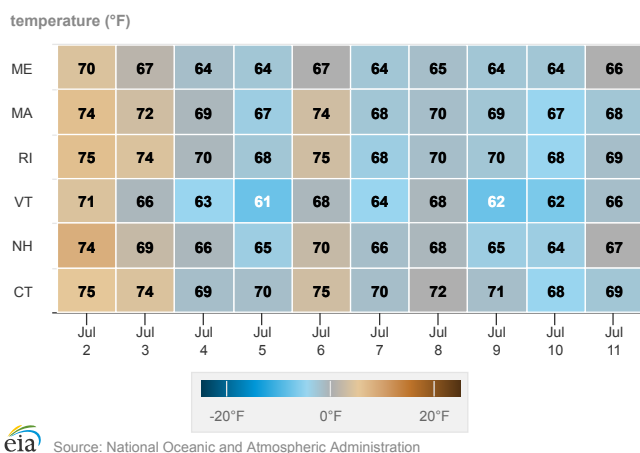 temperature (°F)
ME 70 67 64 64 67 64 65 64 64 66
MA 74 72 69 67 74 68 70 69 67 68
RI 75 74 70 68 75 68 70 70 68 69
VT 71 66 63 61 68 64 68 62 62 66
NH 74 69 66 65 70 66 68 65 64 67
CT 75 74 69 70 75 70 72 71 68 69
Jul Jul Jul Jul Jul Jul Jul Jul Jul Jul
2 3 4 5 6 7 8 9 10 11
-20°F 0°F 20°F
eia Source: National Oceanic and Atmospheric Administration